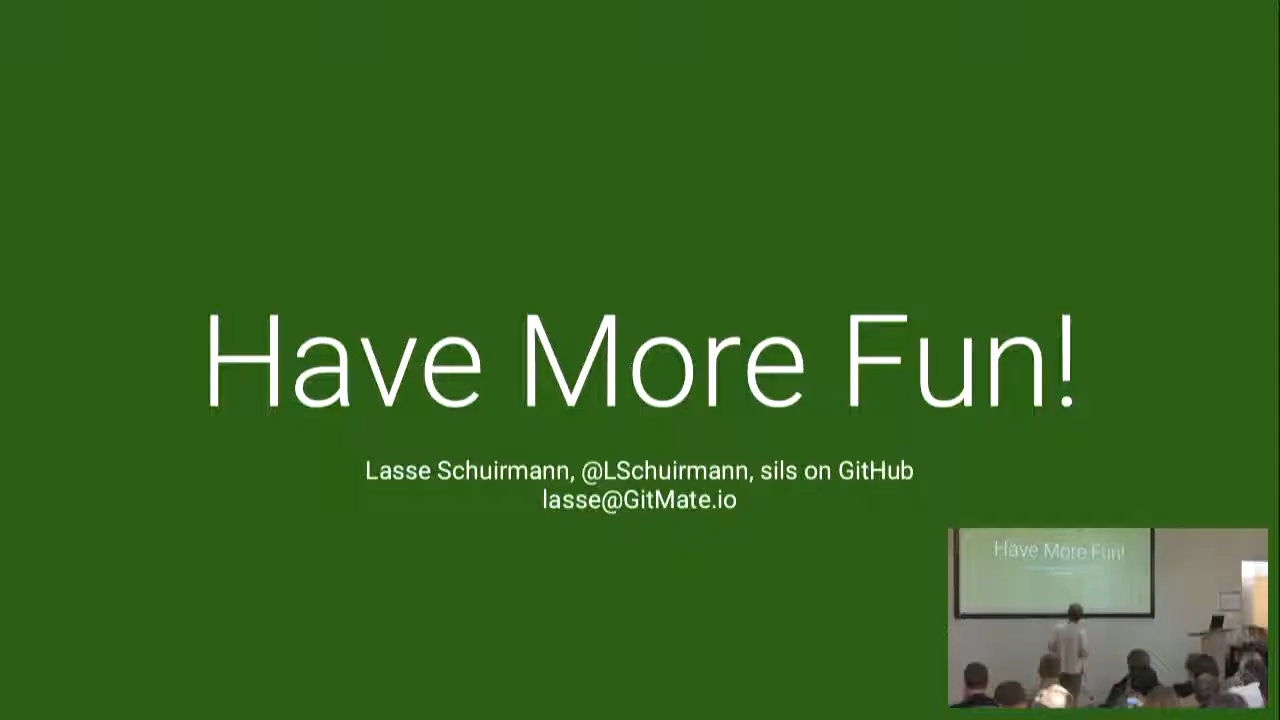 Have More Fun!
Lasse Schuirmann, @LSchuirmann, sils on GitHub
lasse@GitMate.io
Have More Fun!